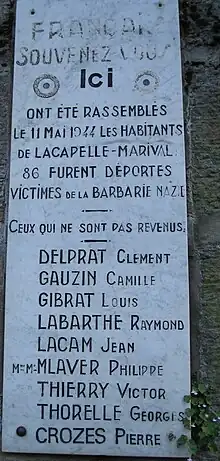 FRANÇAIS
SOUVENEZ VOUS
ICI
ONT ÉTÉ RASSEMBLÉS
LE 11 MAI 1944 LES HABITANTS
DE LACAPELLE-MARIVAL.
86 FURENT DÉPORTÉS
VICTIMES DE LA BARBARIE NAZIE
CEUX QUI NE SONT PAS REVENUS.
DELPRAT CLÉMENT
GAUZIN CAMILLE
GIBRAT LOUIS
LABARTHE RAYMOND
LACAM JEAN
MLAVER PHILIPPE
THIERRY VICTOR
THORELLE GEORGES
CROZES PIERRE